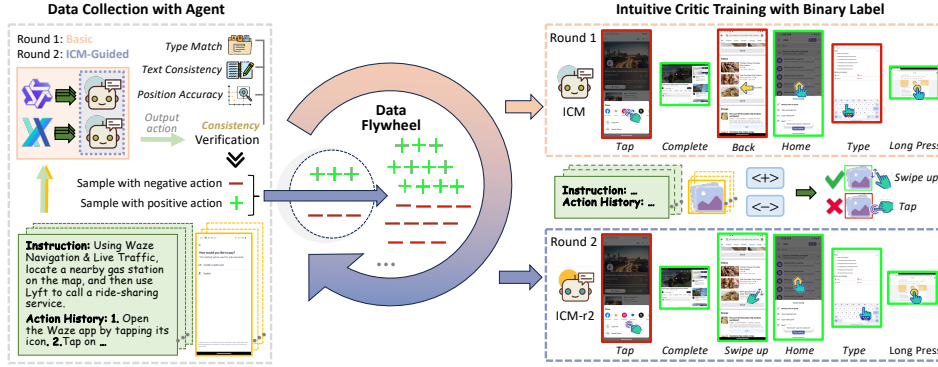 Data Collection with Agent
Round 1: Basic
Round 2: ICM-Guided
Type Match
Text Consistency
Position Accuracy
Output
action
Consistency
Verification
Sample with negative action
Sample with positive action
Instruction: Using Waze
Navigation & Live Traffic,
locate a nearby gas station
on the map, and then use
Lyft to call a ride-sharing
service.
Action History: 1. Open
the Waze app by tapping its
icon. 2.Tap on ...
Data
Flywheel
Intuitive Critic Training with Binary Label
Round 1
ICM
Tap
Complete
Back
Home
Type
Long Press
Instruction: ...
Action History: ...
<+>
<->
Swipe up
Tap
Round 2
ICM-r2
Tap
Complete
Swipe up
Home
Type
Long Press